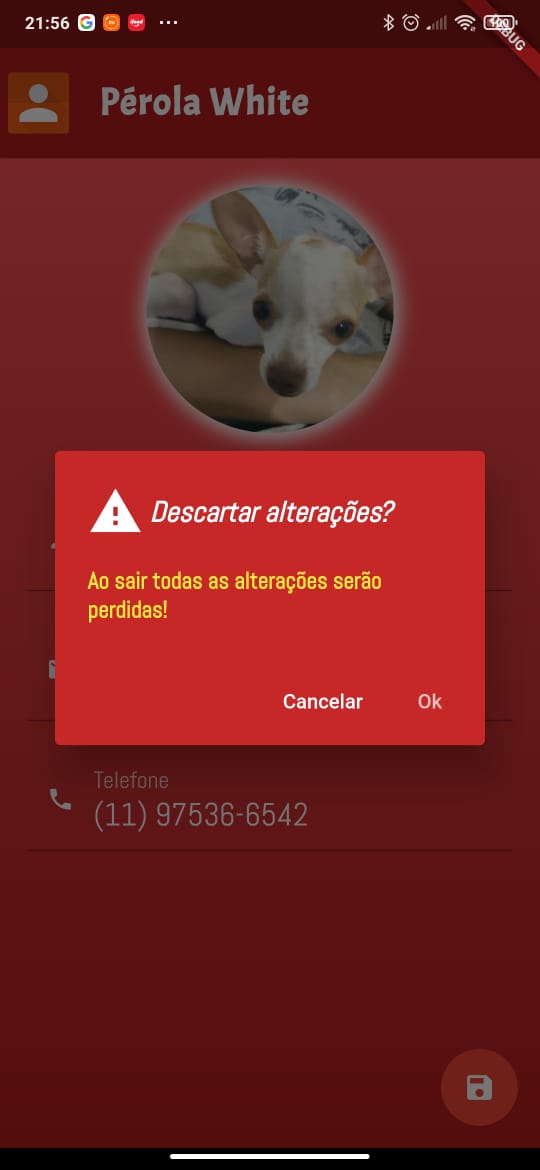 21:56
100
DEBUG
Pérola White
Descartar alterações?
Ao sair todas as alterações serão
perdidas!
Cancelar
Ok
Telefone
(11) 97536-6542